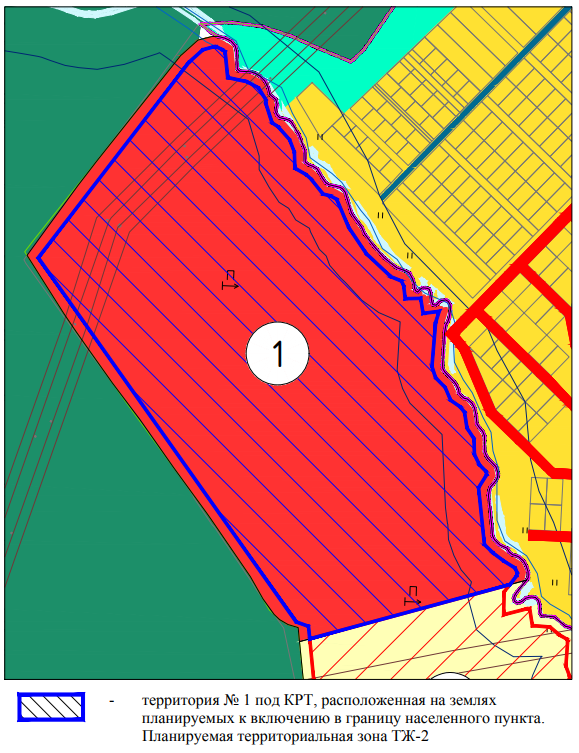 П
1
П
- территория № 1 под КРТ, расположенная на землях
планируемых к включению в границу населенного пункта.
Планируемая территориальная зона ТЖ-2